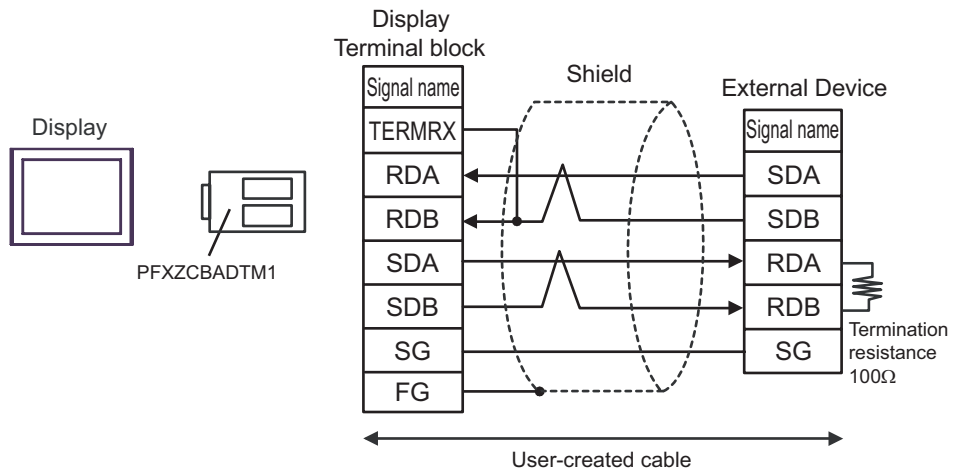 Display
PFXZCBADTM1
Display
Terminal block
Signal name
TERMRX
RDA
RDB
SDA
SDB
SG
FG
Shield
External Device
Signal name
SDA
SDB
RDA
RDB
SG
Termination
resistance
100Ω
User-created cable